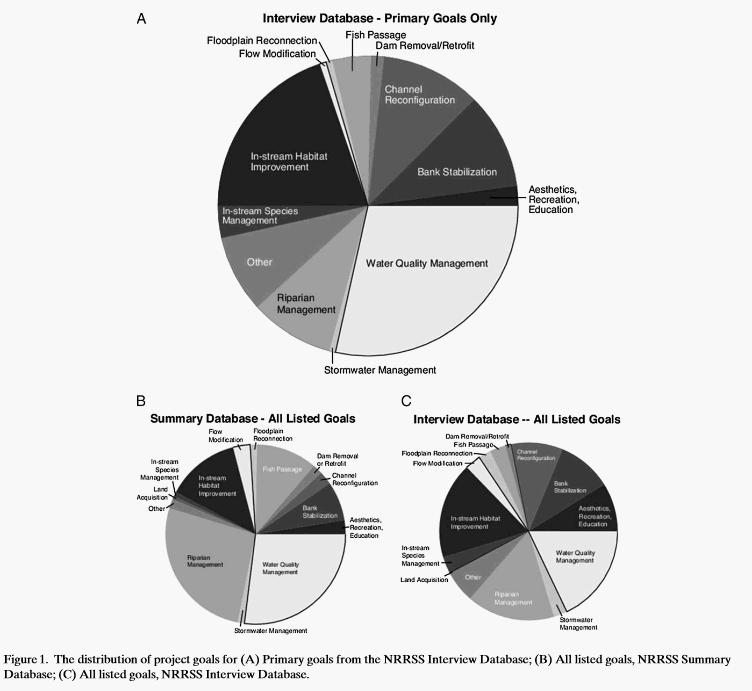 A
Interview Database - Primary Goals Only
Floodplain Reconnection
Fish Passage
Flow Modification
Dam Removal/Retrofit
Channel
Reconfiguration
In-stream Habitat
Improvement
Bank Stabilization
Aesthetics,
Recreation,
Education
In-stream Species
Management
Other
Water Quality Management
Riparian
Management
Stormwater Management
B
Summary Database - All Listed Goals
Flow
Modification
Floodplain
Reconnection
Dam Removal
or Retrofit
Fish Passage
Channel
Reconfiguration
In-stream
Species
Management
In-stream
Habitat
Improvement
Land
Acquisition
Other
Bank
Stabilization
Aesthetics,
Recreation,
Education
Riparian
Management
Water Quality
Management
Stormwater Management
C
Interview Database -- All Listed Goals
Dam Removal/Retrofit
Fish Passage
Floodplain Reconnection
Flow Modification
Channel
Reconfiguration
Bank
Stabilization
In-stream Habitat
Improvement
Aesthetics,
Recreation,
Education
In-stream
Species
Management
Land Acquisition
Other
Water Quality
Management
Riparian
Management
Stormwater
Management
Figure 1. The distribution of project goals for (A) Primary goals from the NRRSS Interview Database; (B) All listed goals, NRRSS Summary
Database; (C) All listed goals, NRRSS Interview Database.